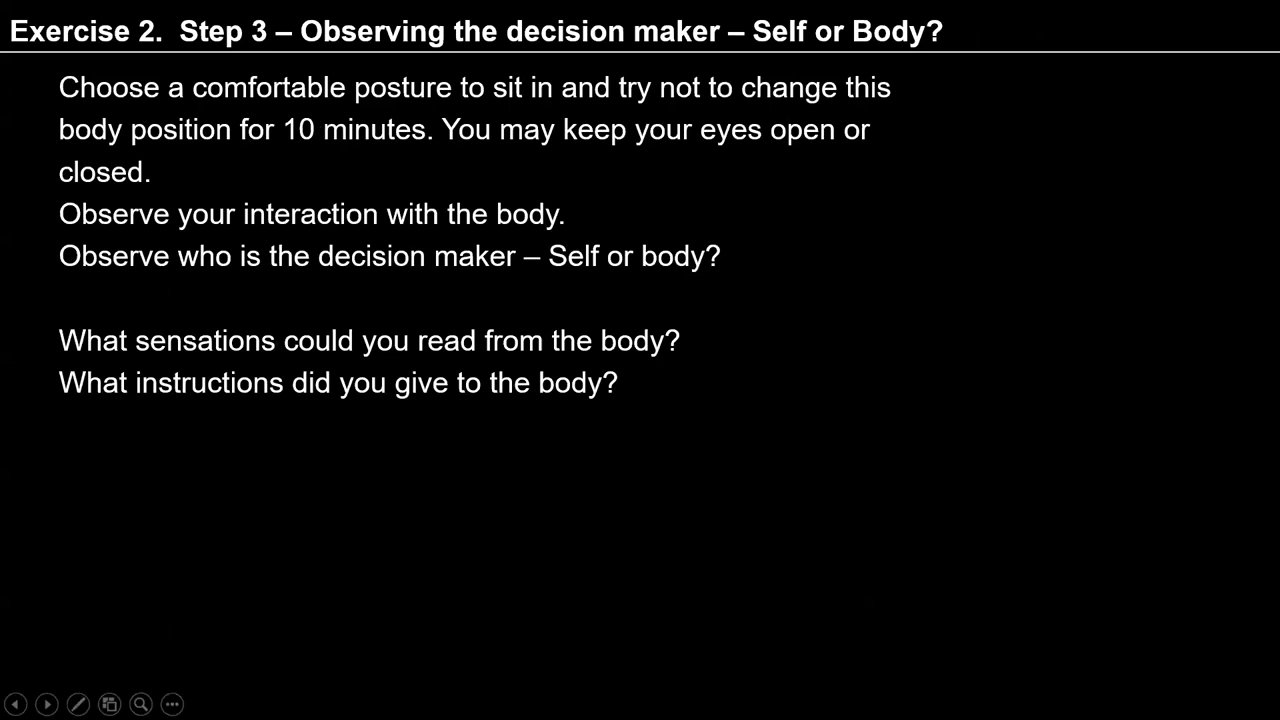 Exercise 2.  Step 3 – Observing the decision maker – Self or Body?
Choose a comfortable posture to sit in and try not to change this
body position for 10 minutes. You may keep your eyes open or
closed.
Observe your interaction with the body.
Observe who is the decision maker – Self or body?
What sensations could you read from the body?
What instructions did you give to the body?